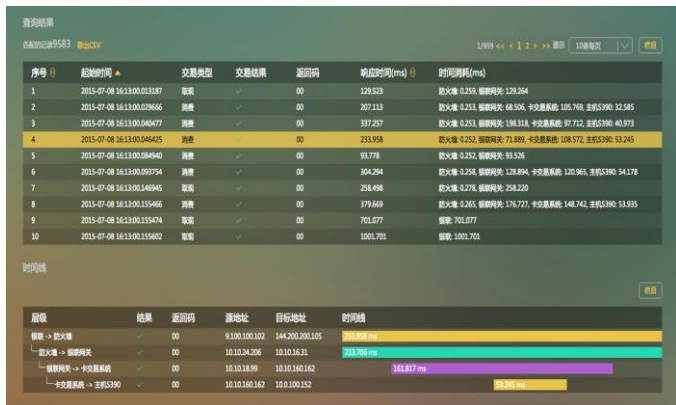 查询结果
匹配的记录9583 导出CSV 1/959 << < 1 2 > >> 显示 10条每页 栏目
序号 起始时间 交易类型 交易结果 返回码 响应时间(ms) 时间消耗(ms)
1 2015-07-08 16:13:00.013187 取现 ✓ 00 129.523 防火墙: 0.259, 银联网关: 129.264
2 2015-07-08 16:13:00.029666 消费 ✓ 00 207.113 防火墙: 0.253, 银联网关: 68.506, 卡交易系统: 105.769, 主机S390: 32.585
3 2015-07-08 16:13:00.040477 消费 ✓ 00 337.257 防火墙: 0.253, 银联网关: 198.318, 卡交易系统: 97.712, 主机S390: 40.973
4 2015-07-08 16:13:00.046425 消费 ✓ 00 233.958 防火墙: 0.252, 银联网关: 71.889, 卡交易系统: 108.572, 主机S390: 53.245
5 2015-07-08 16:13:00.084940 取现 ✓ 00 93.778 防火墙: 0.252, 银联网关: 93.526
6 2015-07-08 16:13:00.093754 消费 ✓ 00 304.294 防火墙: 0.258, 银联网关: 128.894, 卡交易系统: 120.965, 主机S390: 54.178
7 2015-07-08 16:13:00.146945 取现 ✓ 00 258.498 防火墙: 0.278, 银联网关: 258.220
8 2015-07-08 16:13:00.155466 消费 ✓ 00 379.669 防火墙: 0.265, 银联网关: 176.727, 卡交易系统: 148.742, 主机S390: 53.935
9 2015-07-08 16:13:00.155474 取现 ✓ 00 701.077 银联: 701.077
10 2015-07-08 16:13:00.155602 取现 ✓ 00 1001.701 银联: 1001.701
时间线
栏目
层级 结果 返回码 源地址 目标地址 时间线
银联 -> 防火墙 ✓ 00 9.100.100.102 144.200.200.105 233.958 ms
防火墙 -> 银联网关 ✓ 00 10.10.24.206 10.10.16.31 233.706 ms
银联网关 -> 卡交易系统 ✓ 00 10.10.18.99 10.10.160.162 161.817 ms
卡交易系统 -> 主机S390 ✓ 00 10.10.160.162 10.0.100.152 53.245 ms